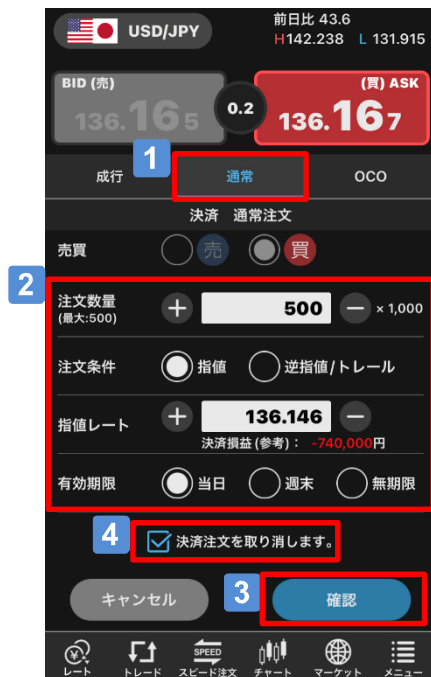 USD/JPY
前日比 43.6
H142.238 L 131.915
BID (売)
136.165
0.2
(買) ASK
136.167
1
成行
通常
OCO
決済 通常注文
売買
売
買
2
注文数量
(最大:500)
500
×1,000
注文条件
指値
逆指値/トレール
指値レート
136.146
決済損益(参考): -740,000円
有効期限
当日
週末
無期限
4
決済注文を取り消します。
キャンセル
3
確認
レート
トレード
SPEED
スピード注文
チャート
マーケット
メニュー